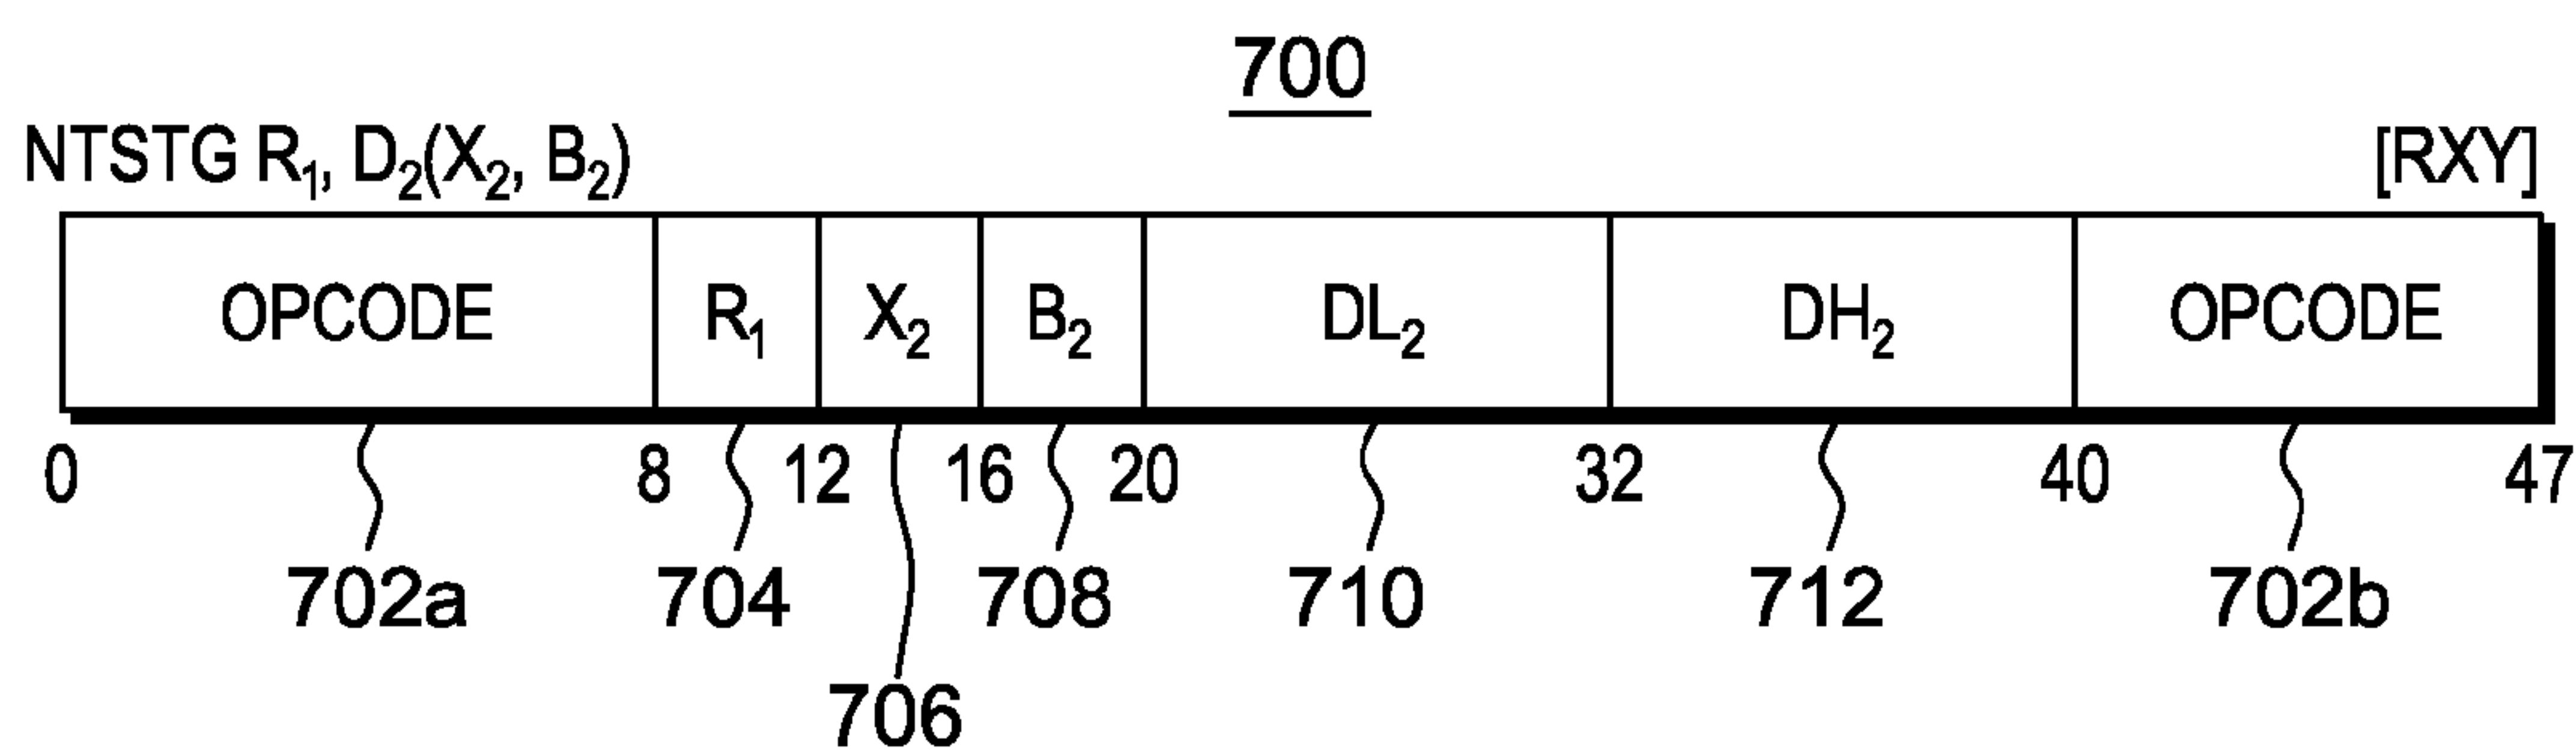 700
NTSTG R₁, D₂(X₂, B₂) [RXY]
OPCODE R₁ X₂ B₂ DL₂ DH₂ OPCODE
0 8 12 16 20 32 40 47
702a 704 708 710 712 702b
706